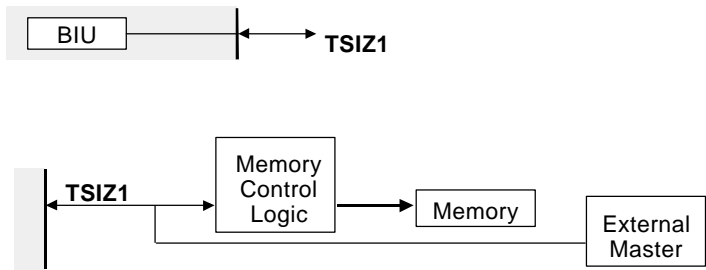 BIU
TSIZ1
TSIZ1
Memory
Control
Logic
Memory
External
Master